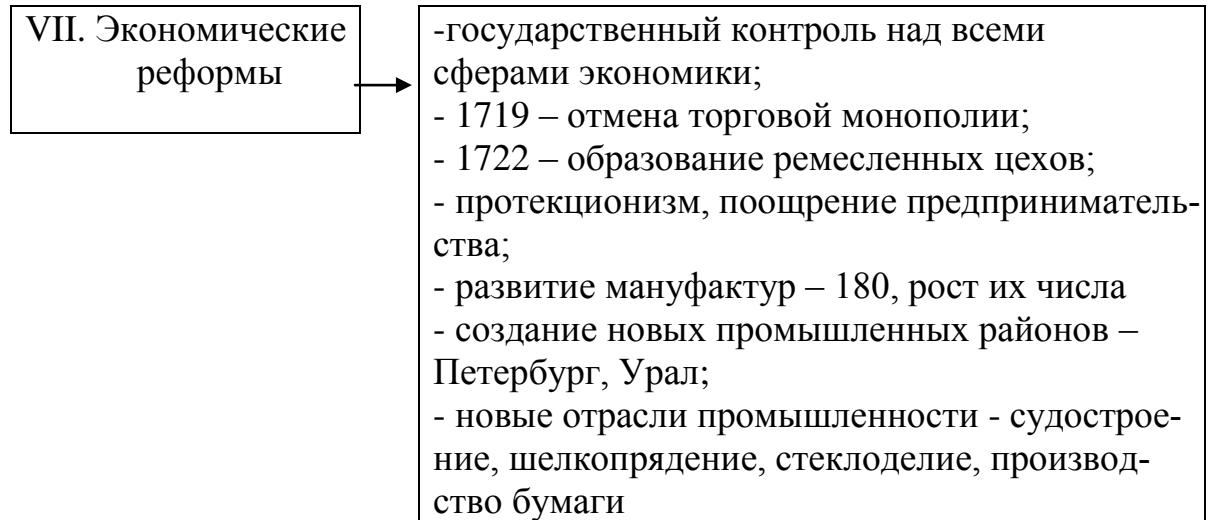 VII. Экономические
реформы
-государственный контроль над всеми
сферами экономики;
- 1719 – отмена торговой монополии;
- 1722 – образование ремесленных цехов;
- протекционизм, поощрение предприниматель-
ства;
- развитие мануфактур – 180, рост их числа
- создание новых промышленных районов –
Петербург, Урал;
- новые отрасли промышленности - судострое-
ние, шелкопрядение, стеклоделие, производ-
ство бумаги